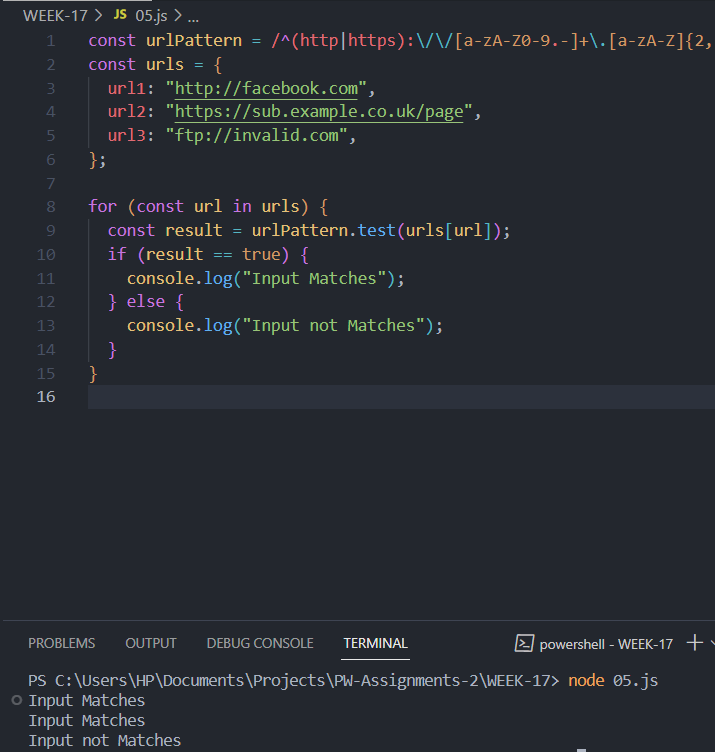 WEEK-17 > JS 05.js > ...
1 const urlPattern = /^(http|https):\/\/[a-zA-Z0-9.-]+\.[a-zA-Z]{2,
2 const urls = {
3   url1: "http://facebook.com",
4   url2: "https://sub.example.co.uk/page",
5   url3: "ftp://invalid.com",
6 };
7
8 for (const url in urls) {
9   const result = urlPattern.test(urls[url]);
10   if (result == true) {
11     console.log("Input Matches");
12   } else {
13     console.log("Input not Matches");
14   }
15 }
16
PROBLEMS OUTPUT DEBUG CONSOLE TERMINAL powershell - WEEK-17
PS C:\Users\HP\Documents\Projects\PW-Assignments-2\WEEK-17> node 05.js
Input Matches
Input Matches
Input not Matches